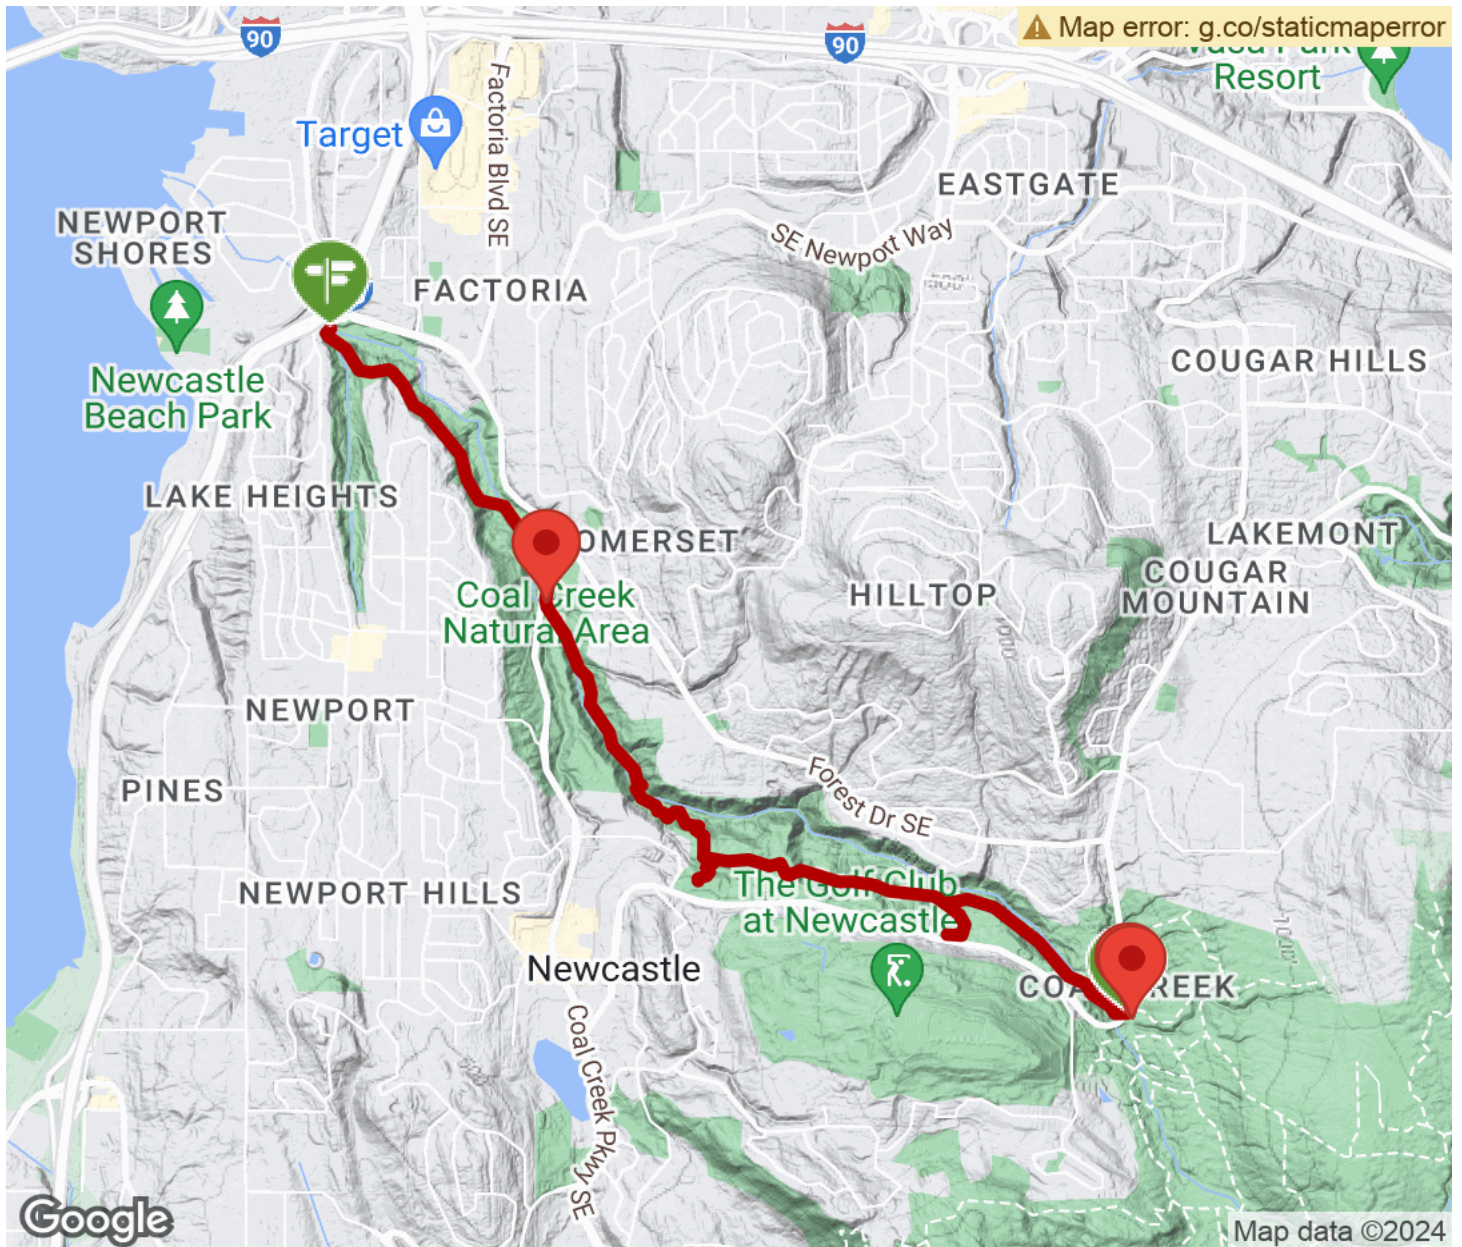 90
90
Map error: g.co/staticmaperror
Resort
Target
Factoria Blvd SE
EASTGATE
NEWPORT
SHORES
SE Newport Way
FACTORIA
COUGAR HILLS
Newcastle
Beach Park
LAKE HEIGHTS
LAKEMONT
OMERSET
COUGAR
MOUNTAIN
HILLTOP
Coal Creek
Natural Area
NEWPORT
PINES
Forest Dr SE
The Golf Club
at Newcastle
NEWPORT HILLS
Newcastle
COA REEK
Coal Creek Pkwy SE
Google
Map data ©2024